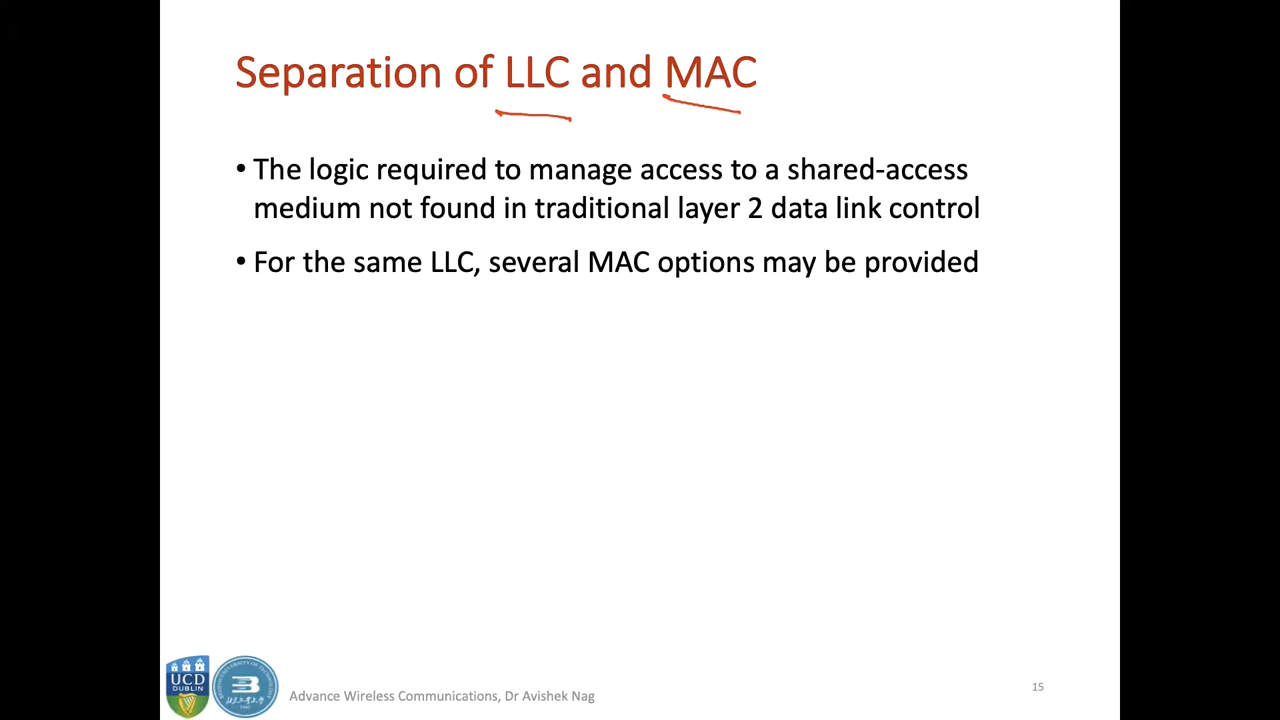 Separation of LLC and MAC
• The logic required to manage access to a shared-access
medium not found in traditional layer 2 data link control
• For the same LLC, several MAC options may be provided
UCD
DUBLIN
Advance Wireless Communications, Dr Avishek Nag
15